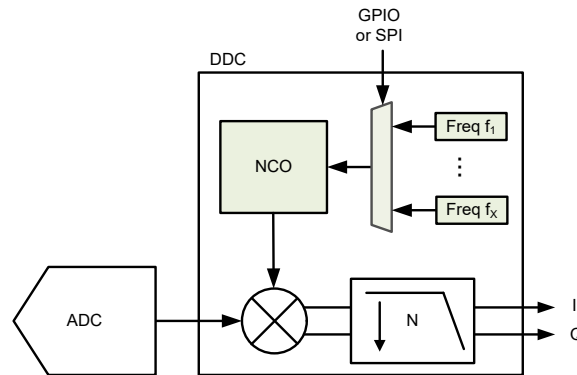 GPIO
or SPI
DDC
Freq f₁
NCO
⋮
Freq fₓ
ADC
N
I
Q